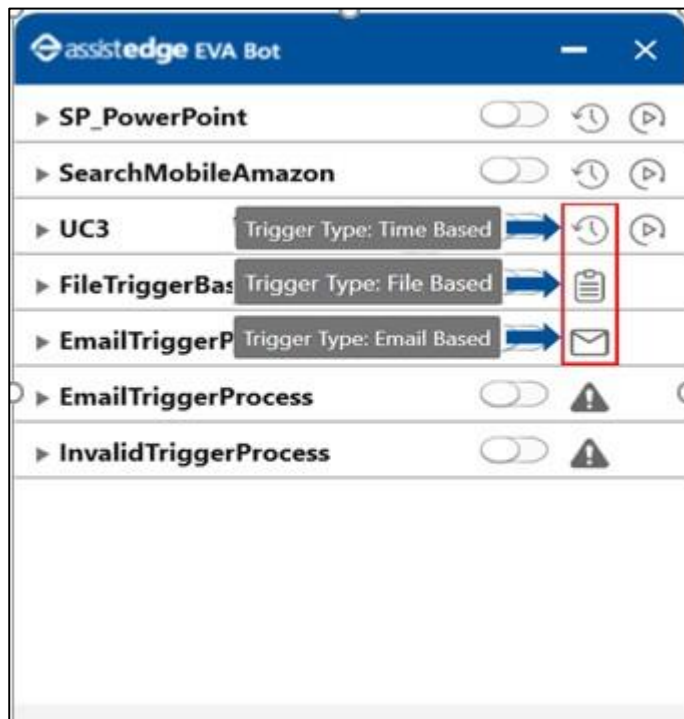 assistedge EVA Bot
SP_PowerPoint
SearchMobileAmazon
UC3 Trigger Type: Time Based
FileTriggerBas Trigger Type: File Based
EmailTriggerP Trigger Type: Email Based
EmailTriggerProcess
InvalidTriggerProcess